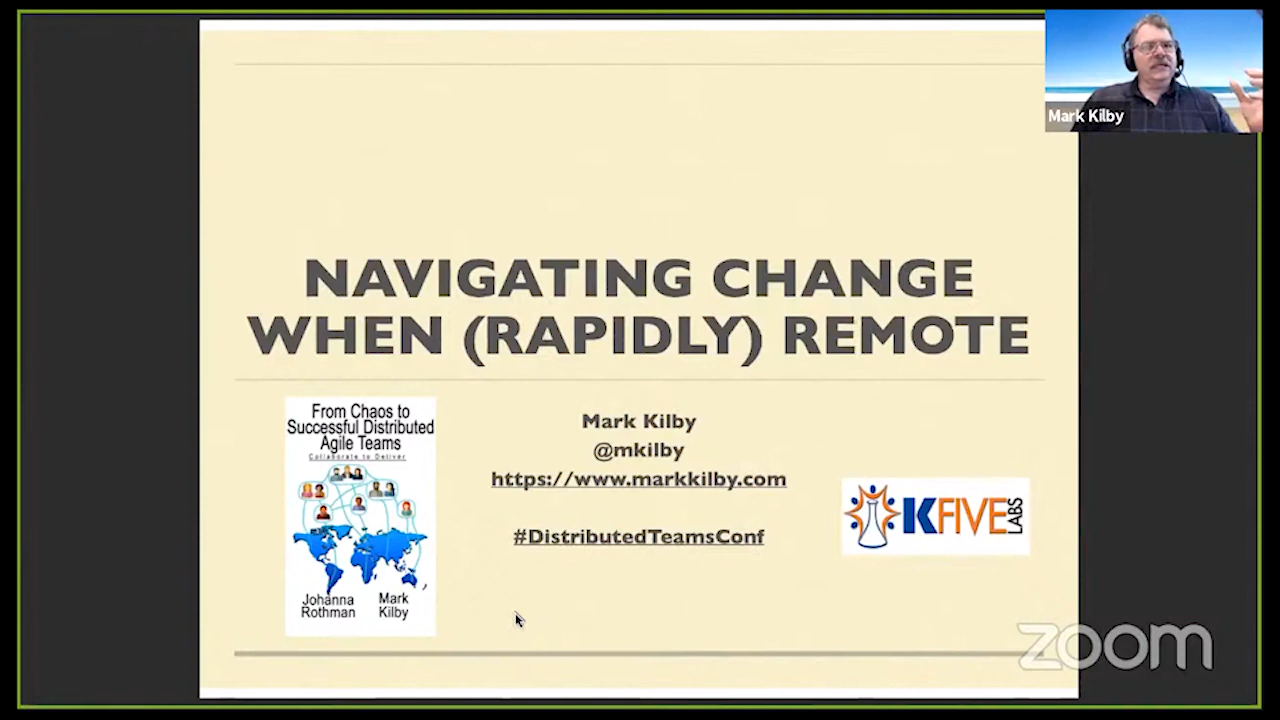 Mark Kilby
NAVIGATING CHANGE
WHEN (RAPIDLY) REMOTE
From Chaos to
Successful Distributed
Agile Teams
Collaborate to Deliver
Johanna
Rothman
Mark
Kilby
Mark Kilby
@mkilby
https://www.markkilby.com
#DistributedTeamsConf
KFIVE LABS
zoom